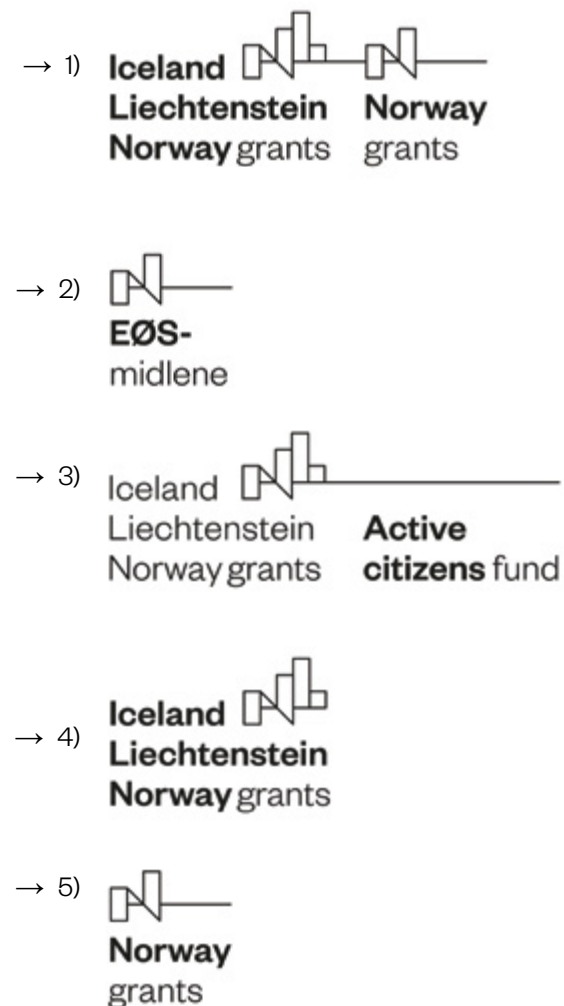 → 1) Iceland
Liechtenstein Norway
Norway grants grants
→ 2)
EØS-
midlene
→ 3) Iceland
Liechtenstein Active
Norway grants citizens fund
→ 4) Iceland
Liechtenstein
Norway grants
→ 5)
Norway
grants